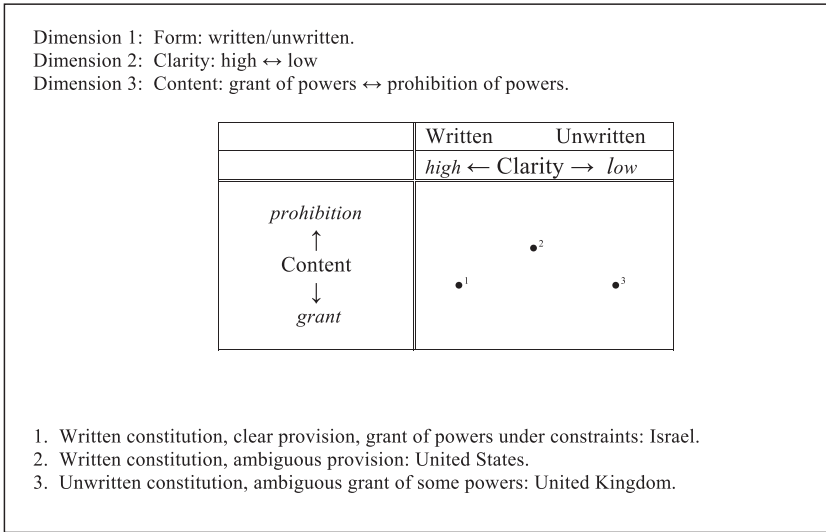 Dimension 1: Form: written/unwritten.
Dimension 2: Clarity: high ↔ low
Dimension 3: Content: grant of powers ↔ prohibition of powers.
Written Unwritten
high ← Clarity → low
prohibition
↑
•2
Content
↓
•1 •3
grant
1. Written constitution, clear provision, grant of powers under constraints: Israel.
2. Written constitution, ambiguous provision: United States.
3. Unwritten constitution, ambiguous grant of some powers: United Kingdom.